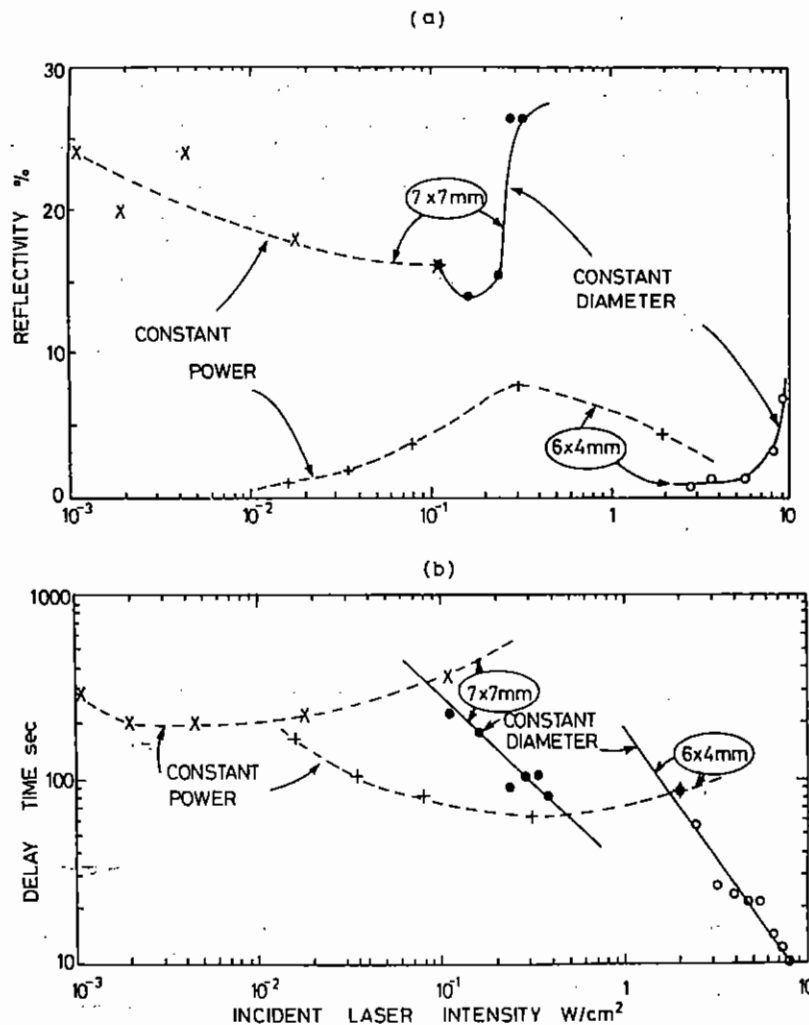 (a)
30
20
10
0
REFLECTIVITY %
7x7mm
CONSTANT
DIAMETER
CONSTANT
POWER
6x4mm
10⁻³
10⁻²
10⁻¹
1
10
(b)
1000
100
10
DELAY TIME sec
7x7mm
CONSTANT
DIAMETER
6x4mm
CONSTANT
POWER
10⁻³
10⁻²
10⁻¹
1
10
INCIDENT LASER INTENSITY W/cm²